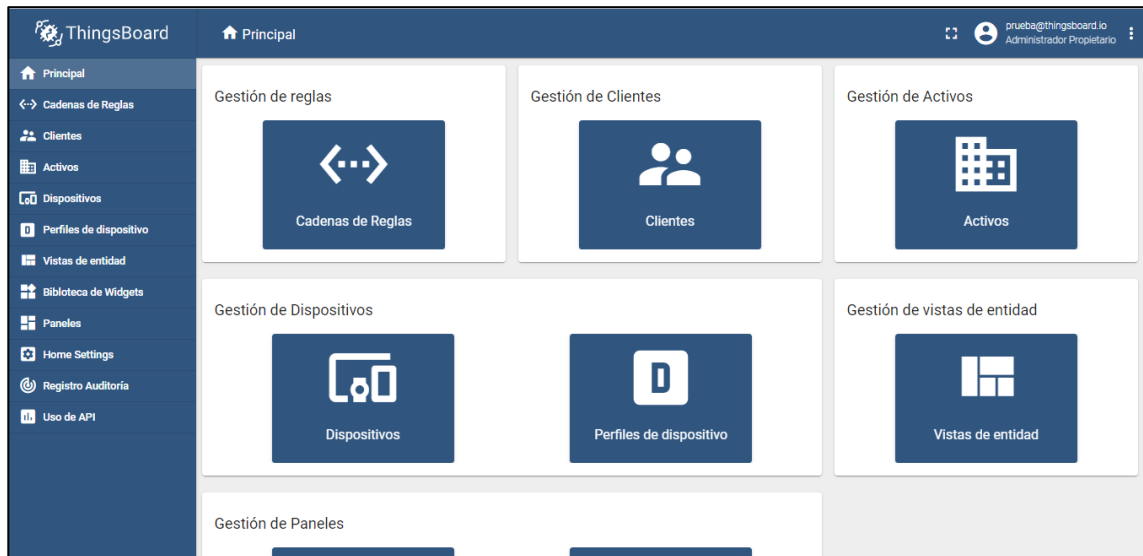 ThingsBoard
Principal
prueba@thingsboard.io
Administrador Propietario
Principal
Cadenas de Reglas
Clientes
Activos
Dispositivos
D Perfiles de dispositivo
Vistas de entidad
Bibloteca de Widgets
Paneles
Home Settings
Registro Auditoría
Uso de API
Gestión de reglas
Cadenas de Reglas
Gestión de Clientes
Clientes
Gestión de Activos
Activos
Gestión de Dispositivos
Dispositivos
D
Perfiles de dispositivo
Gestión de vistas de entidad
Vistas de entidad
Gestión de Paneles